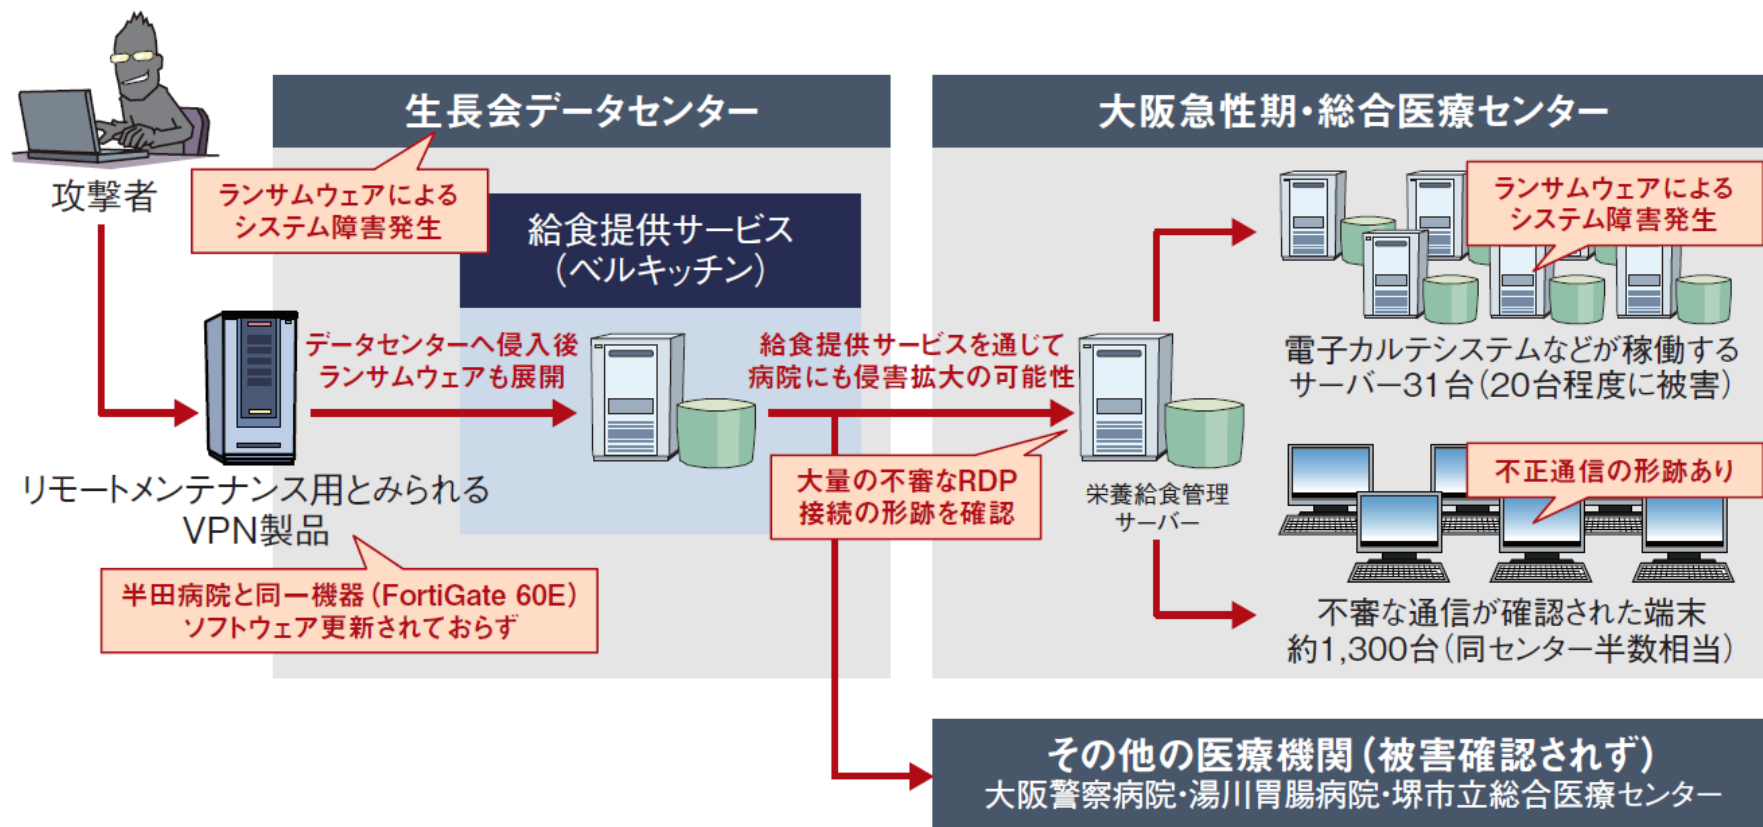 攻撃者
生長会データセンター
ランサムウェアによる
システム障害発生
給食提供サービス
（ベルキッチン）
データセンターへ侵入後
ランサムウェアも展開
リモートメンテナンス用とみられる
VPN製品
半田病院と同一機器（FortiGate 60E）
ソフトウェア更新されておらず
給食提供サービスを通じて
病院にも侵害拡大の可能性
大量の不審なRDP
接続の形跡を確認
大阪急性期・総合医療センター
栄養給食管理
サーバー
ランサムウェアによる
システム障害発生
電子カルテシステムなどが稼働する
サーバー31台（20台程度に被害）
不正通信の形跡あり
不審な通信が確認された端末
約1,300台（同センター半数相当）
その他の医療機関（被害確認されず）
大阪警察病院・湯川胃腸病院・堺市立総合医療センター